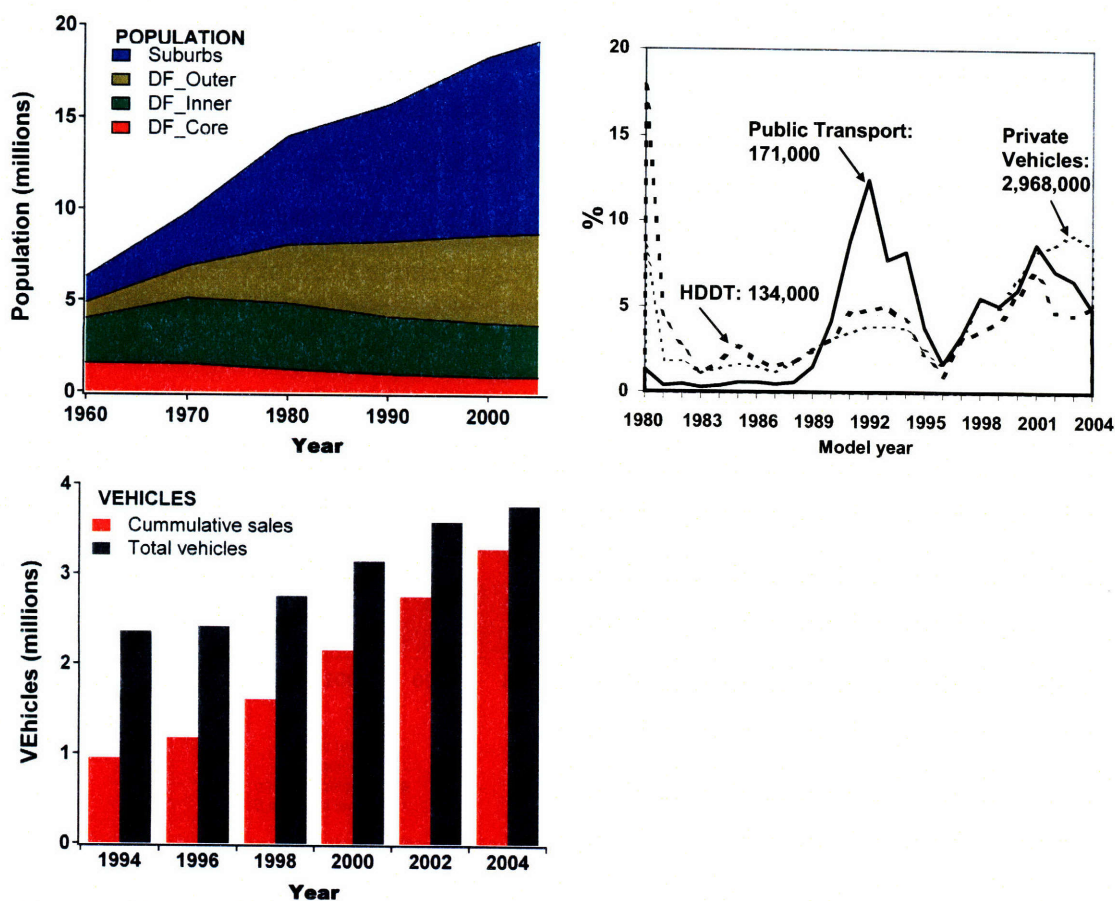 20
15
10
5
0
Population (millions)
POPULATION
Suburbs
DF_Outer
DF_Inner
DF_Core
1960
1970
1980
1990
2000
Year
20
15
10
5
0
%
Public Transport:
171,000
Private
Vehicles:
2,968,000
HDDT: 134,000
1980
1983
1986
1989
1992
1995
1998
2001
2004
Model year
4
3
2
1
0
VEhicles (millions)
VEHICLES
Cummulative sales
Total vehicles
1994
1996
1998
2000
2002
2004
Year